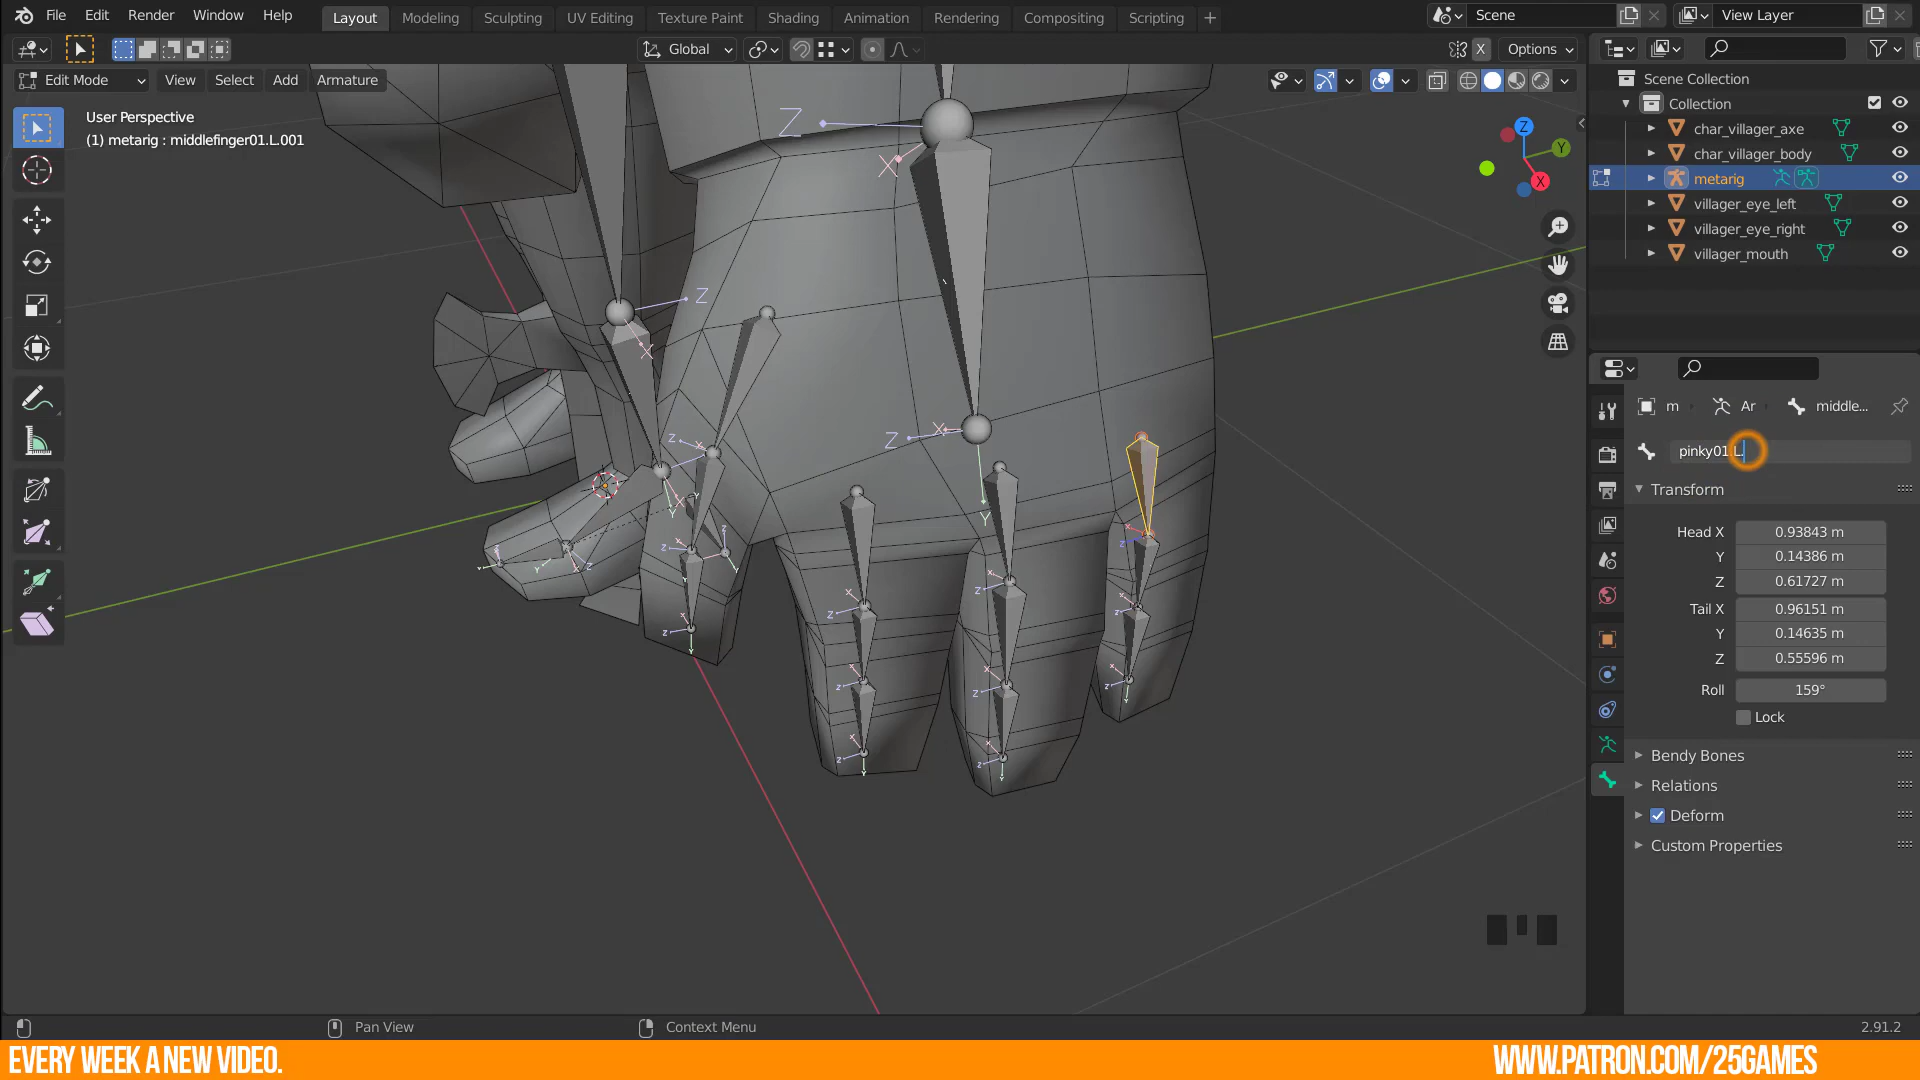 File Edit Render Window Help
Layout Modeling Sculpting UV Editing Texture Paint Shading Animation Rendering Compositing Scripting +
Scene
View Layer
Global
X
Options
Edit Mode
View Select Add Armature
User Perspective
(1) metarig : middlefinger01.L.001
Z
Y
X
Scene Collection
Collection
char_villager_axe
char_villager_body
metarig
villager_eye_left
villager_eye_right
villager_mouth
m
Ar
middle...
pinky01.L.
Transform
Head X 0.93843 m
Y 0.14386 m
Z 0.61727 m
Tail X 0.96151 m
Y 0.14635 m
Z 0.55596 m
Roll 159°
Lock
Bendy Bones
Relations
Deform
Custom Properties
Pan View
Context Menu
2.91.2
EVERY WEEK A NEW VIDEO.
WWW.PATRON.COM/25GAMES